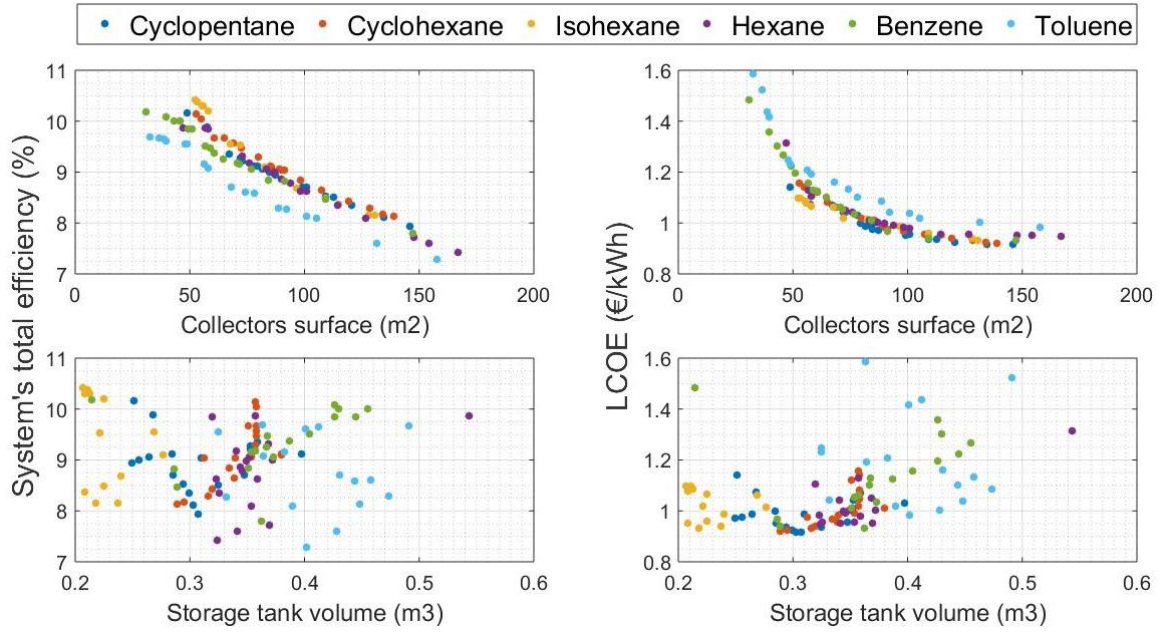 Cyclopentane Cyclohexane Isohexane Hexane Benzene Toluene
System's total efficiency (%)
11
10
9
8
7
0 50 100 150 200
Collectors surface (m2)
LCOE (€/kWh)
1.6
1.4
1.2
1
0.8
0 50 100 150 200
Collectors surface (m2)
11
10
9
8
7
0.2 0.3 0.4 0.5 0.6
Storage tank volume (m3)
1.6
1.4
1.2
1
0.8
0.2 0.3 0.4 0.5 0.6
Storage tank volume (m3)